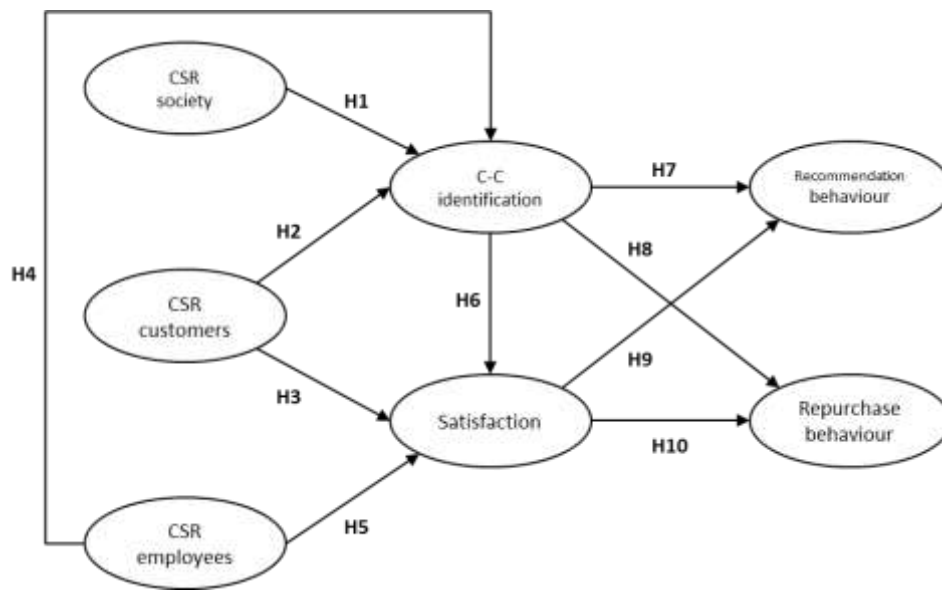 CSR
society
H1
C-C
identification
H7
Recommendation
behaviour
H2
H8
H4
H6
CSR
customers
H9
H3
Satisfaction
Repurchase
behaviour
H10
CSR
employees
H5